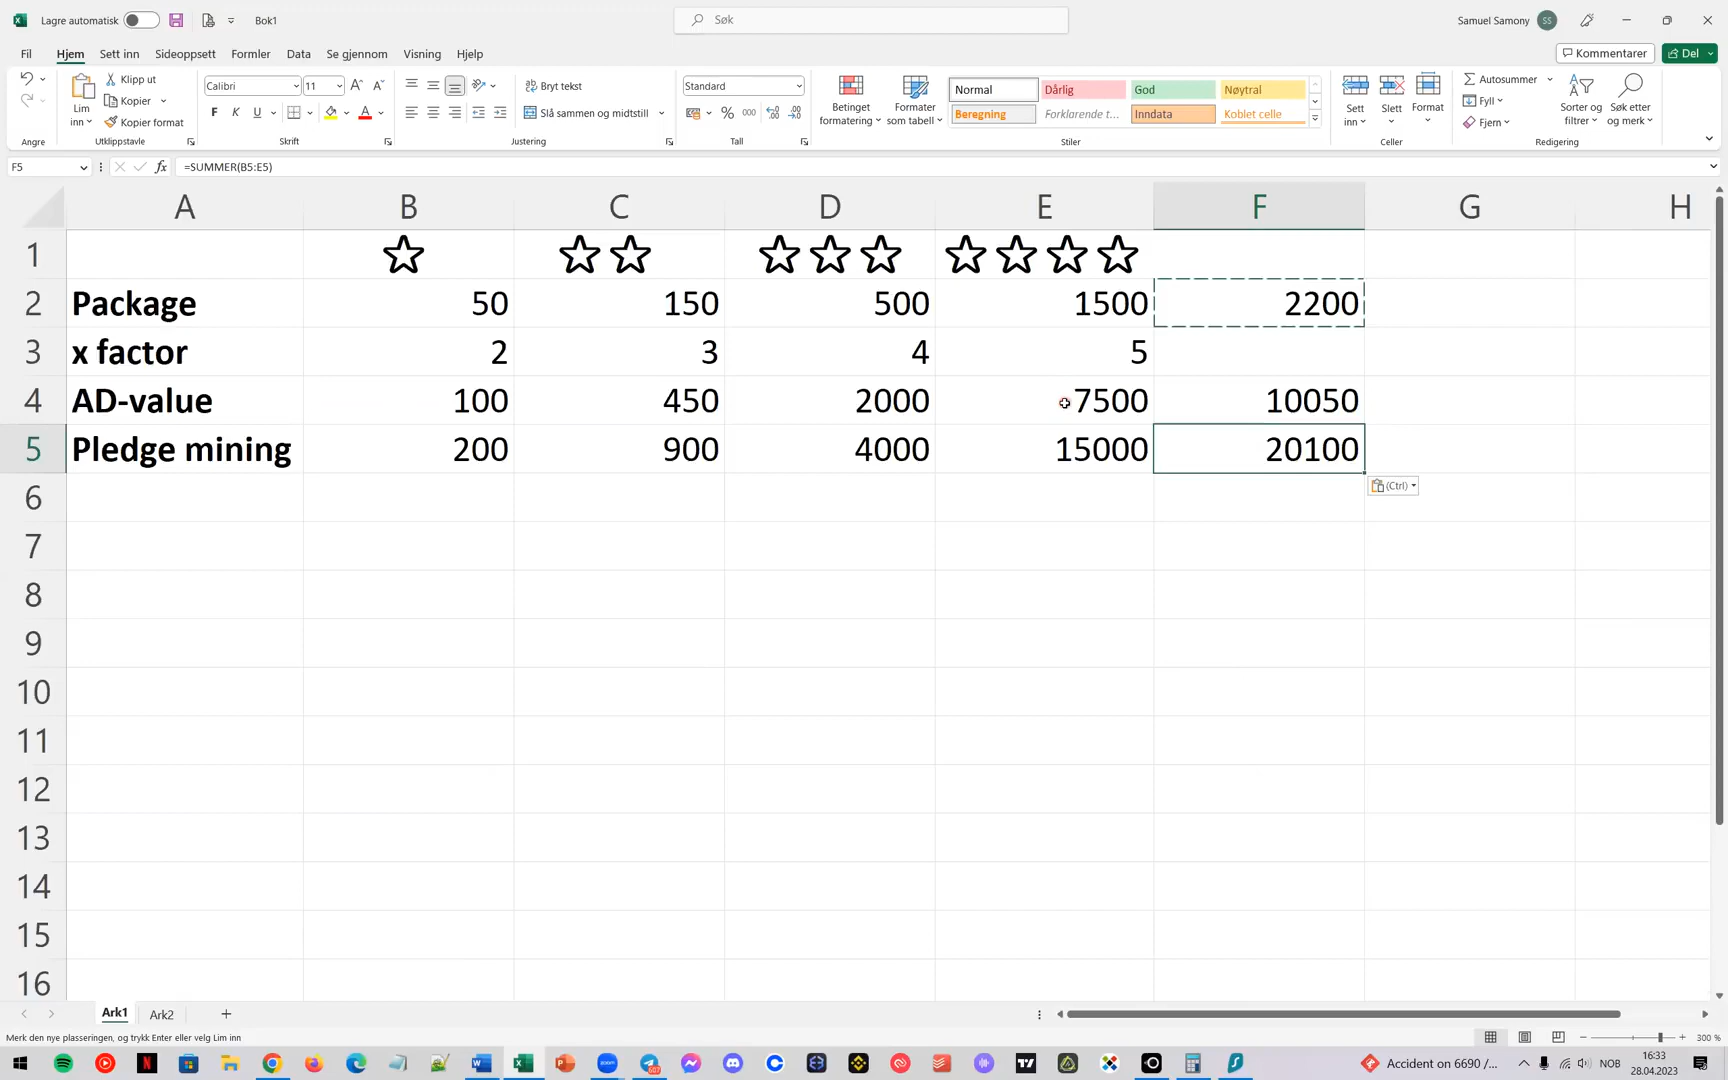 Lagre automatisk
Bok1
Søk
Samuel Samony
SS
Fil
Hjem
Sett inn
Sideoppsett
Formler
Data
Se gjennom
Visning
Hjelp
Kommentarer
Del
Lim inn
Klipp ut
Kopier
Kopier format
Calibri
11
F K U
Bryt tekst
Slå sammen og midtstill
Standard
% 000
Betinget formatering
Formater som tabell
Normal
Dårlig
God
Nøytral
Beregning
Forklarende t...
Inndata
Koblet celle
Sett inn
Slett
Format
Autosummer
Fyll
Fjern
Sorter og filtrer
Søk etter og merk
Angre
Utklippstavle
Skrift
Justering
Tall
Stiler
Celler
Redigering
F5
fx
=SUMMER(B5:E5)
A B C D E F G H
1
2 Package 50 150 500 1500 2200
3 x factor 2 3 4 5
4 AD-value 100 450 2000 7500 10050
5 Pledge mining 200 900 4000 15000 20100
(Ctrl)
6
7
8
9
10
11
12
13
14
15
16
Ark1
Ark2
Merk den nye plasseringen, og trykk Enter eller velg Lim inn
300 %
607
Accident on 6690 /...
NOB
16:33
28.04.2023